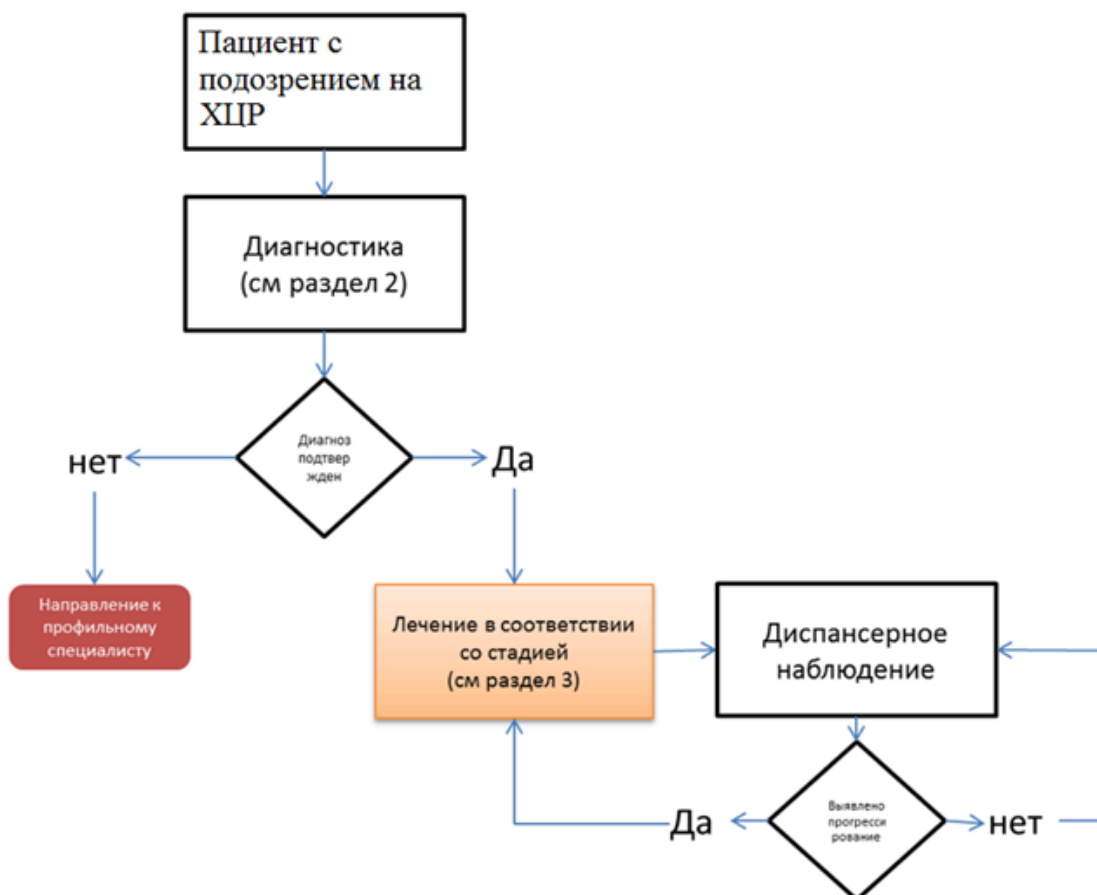 Пациент с
подозрением на
ХЦР
Диагностика
(см раздел 2)
Диагноз
подтвер
жден
нет
Да
Направление к
профильному
специалисту
Лечение в соответствии
со стадией
(см раздел 3)
Диспансерное
наблюдение
Выявлено
прогресси
рование
Да
нет